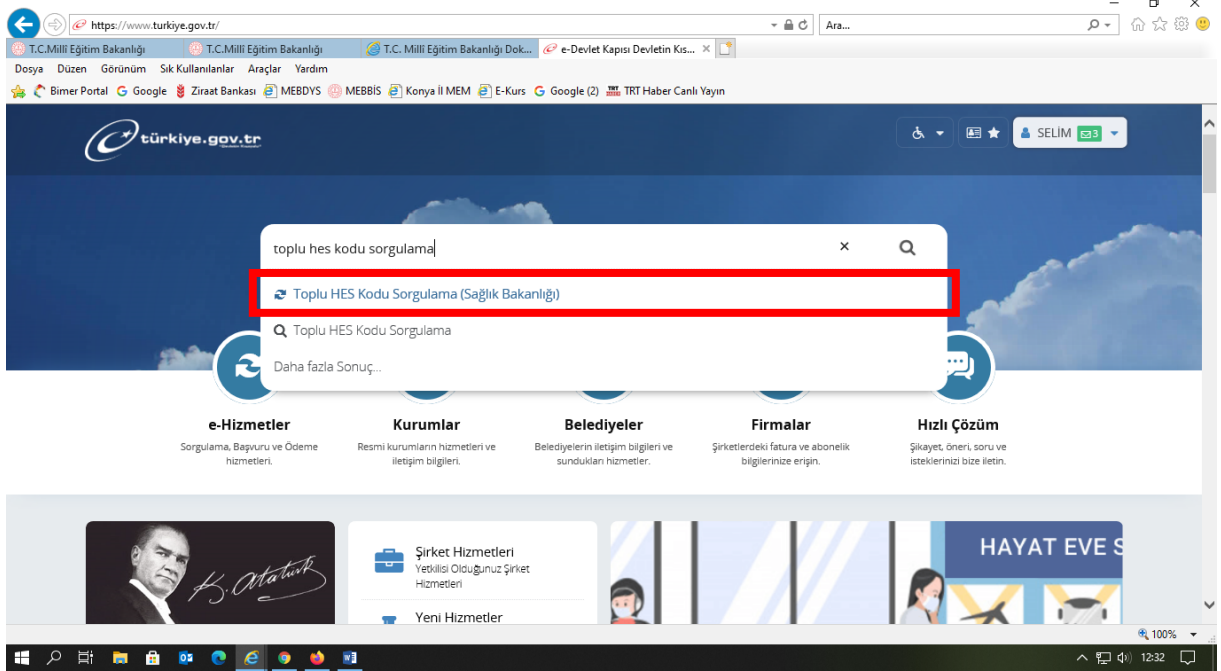 https://www.turkiye.gov.tr/
Ara...
T.C.Millî Eğitim Bakanlığı
T.C.Millî Eğitim Bakanlığı
T.C. Millî Eğitim Bakanlığı Dok...
e-Devlet Kapısı Devletin Kıs...
Dosya Düzen Görünüm Sık Kullanılanlar Araçlar Yardım
Bimer Portal Google Ziraat Bankası MEBDYS MEBBİS Konya İl MEM E-Kurs Google (2) TRT Haber Canlı Yayın
türkiye.gov.tr
SELİM 3
toplu hes kodu sorgulama
Toplu HES Kodu Sorgulama (Sağlık Bakanlığı)
Toplu HES Kodu Sorgulama
Daha fazla Sonuç...
e-Hizmetler
Sorgulama, Başvuru ve Ödeme
hizmetleri.
Kurumlar
Resmi kurumların hizmetleri ve
iletişim bilgileri.
Belediyeler
Belediyelerin iletişim bilgileri ve
sundukları hizmetler.
Firmalar
Şirketlerdeki fatura ve abonelik
bilgilerinize erişin.
Hızlı Çözüm
Şikayet, öneri, soru ve
isteklerinizi bize iletin.
K. Atatürk
Şirket Hizmetleri
Yetkilisi Olduğunuz Şirket
Hizmetleri
Yeni Hizmetler
HAYAT EVE S
100%
12:32